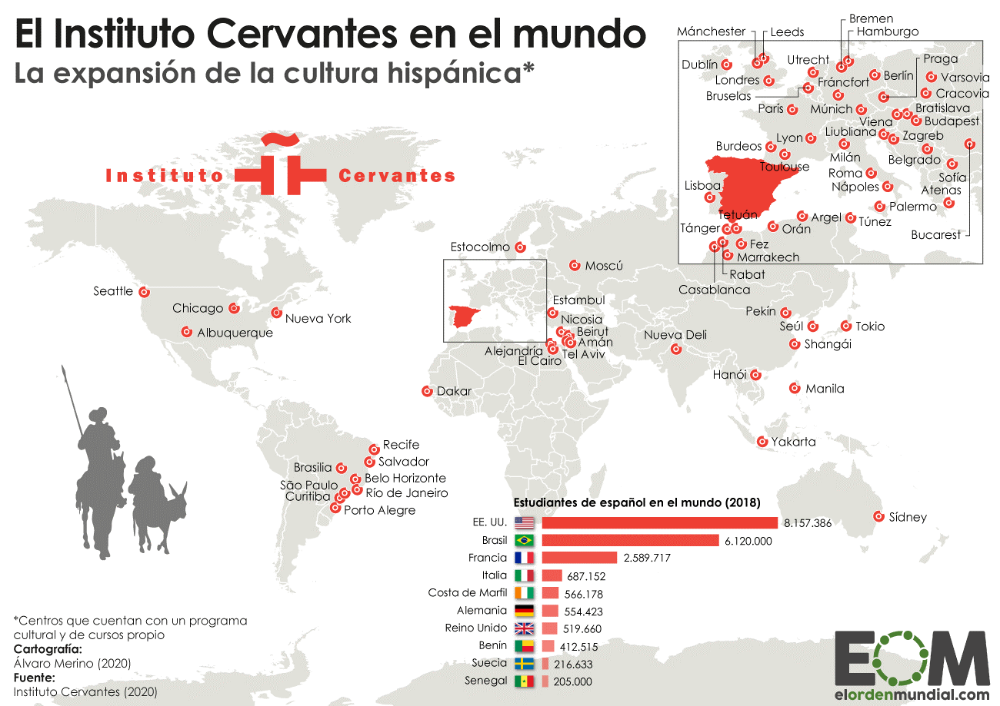 El Instituto Cervantes en el mundo
La expansión de la cultura hispánica*
Instituto Cervantes
Bremen
Mánchester
Leeds
Hamburgo
Dublín
Utrecht
Praga
Londres
Fráncfort
Berlín
Varsovia
Bruselas
Cracovia
París
Múnich
Bratislava
Viena
Budapest
Lyon
Liubliana
Zagreb
Burdeos
Milán
Belgrado
Toulouse
Roma
Sofía
Lisboa
Nápoles
Atenas
Tetuán
Argel
Palermo
Tánger
Orán
Túnez
Bucarest
Fez
Marrakech
Rabat
Casablanca
Estocolmo
Moscú
Seattle
Chicago
Nueva York
Albuquerque
Estambul
Nicosia
Beirut
Amán
Alejandría
Tel Aviv
El Cairo
Nueva Deli
Pekín
Seúl
Tokio
Shangái
Hanói
Manila
Dakar
Yakarta
Recife
Brasilia
Salvador
Belo Horizonte
São Paulo
Río de Janeiro
Curitiba
Porto Alegre
Sídney
Estudiantes de español en el mundo (2018)
EE. UU. 8.157.386
Brasil 6.120.000
Francia 2.589.717
Italia 687.152
Costa de Marfil 566.178
Alemania 554.423
Reino Unido 519.660
Benín 412.515
Suecia 216.633
Senegal 205.000
*Centros que cuentan con un programa
cultural y de cursos propio
Cartografía:
Álvaro Merino (2020)
Fuente:
Instituto Cervantes (2020)
EOM
elordenmundial.com